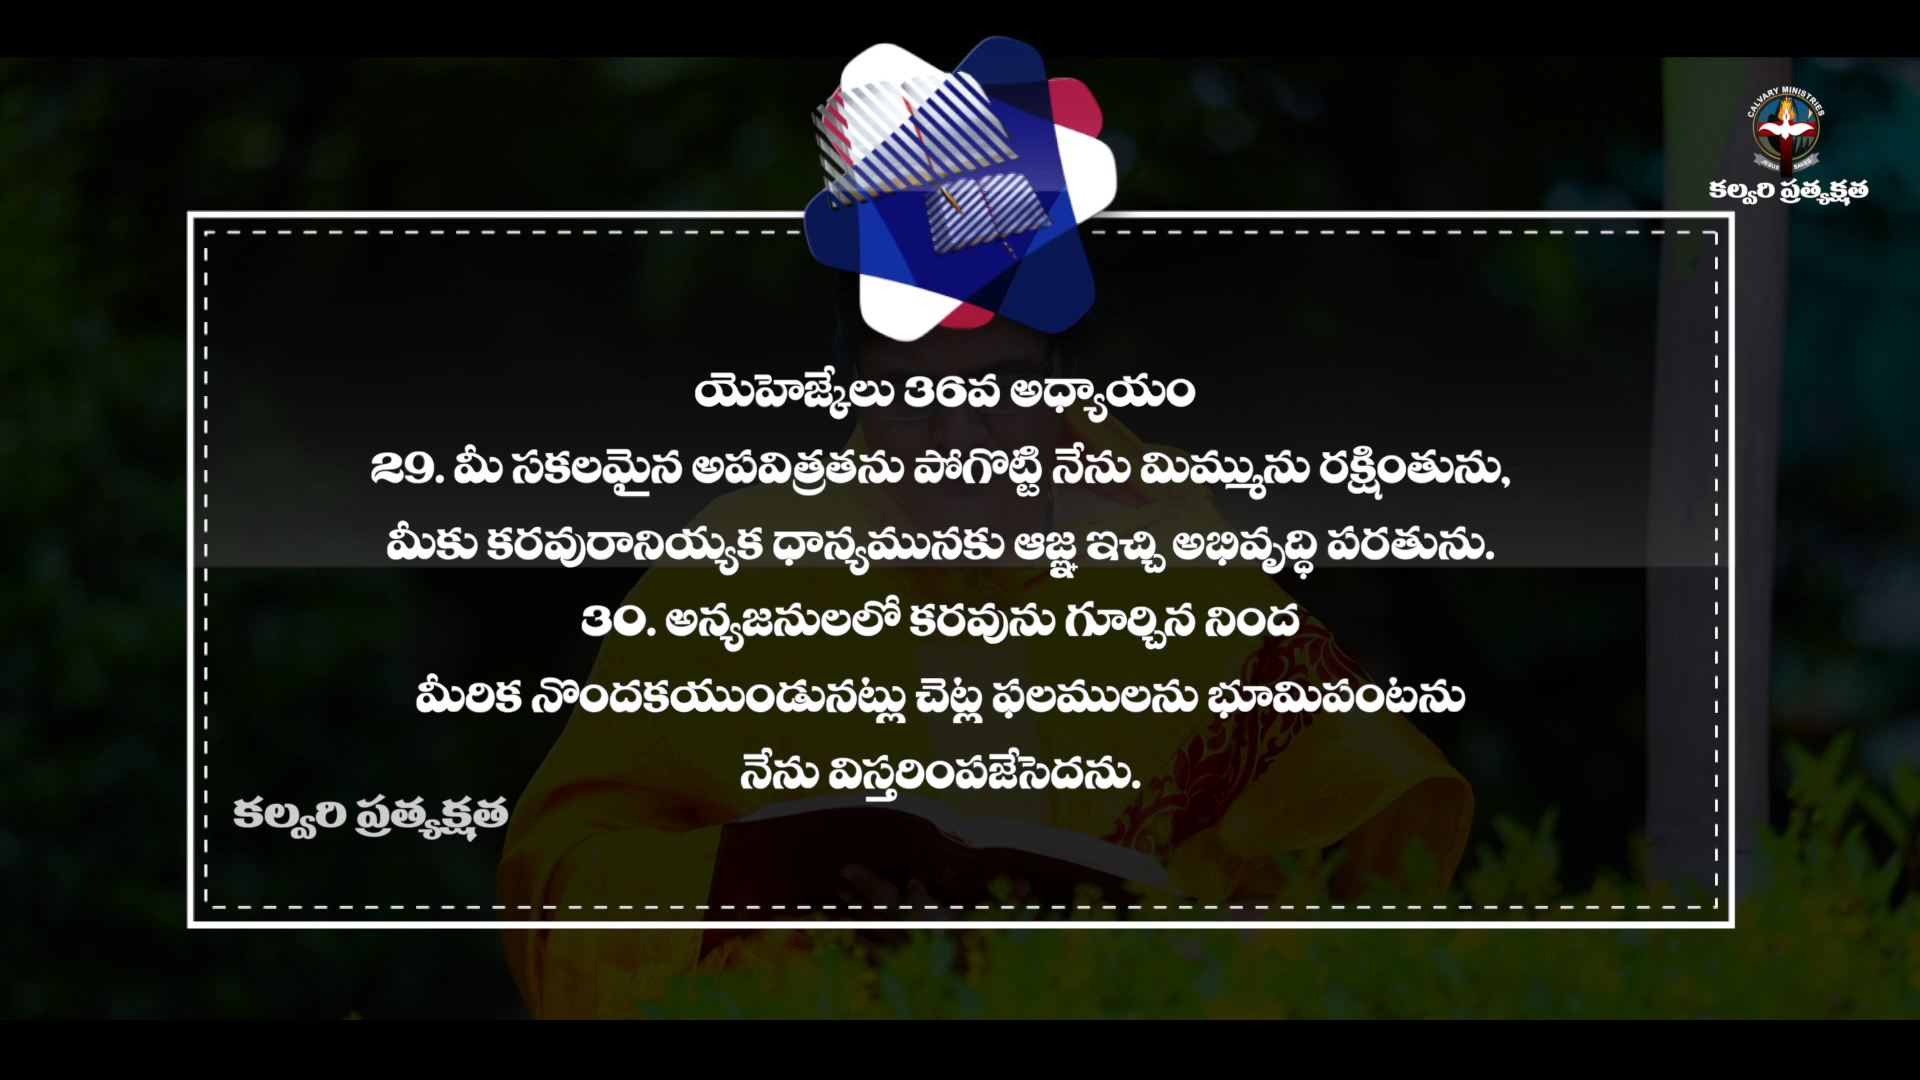 CALVARY MINISTRIES
JESUS SAVES
కల్వరి ప్రత్యక్షత
యెహెజ్కేలు 36వ అధ్యాయం
29. మీ సకలమైన అపవిత్రతను పోగొట్టి నేను మిమ్మును రక్షింతును,
మీకు కరవురానియ్యక ధాన్యమునకు ఆజ్ఞ ఇచ్చి అభివృద్ధి పరతును.
30. అన్యజనులలో కరవును గూర్చిన నింద
మీరిక నొందకయుండునట్లు చెట్ల ఫలములను భూమిపంటను
నేను విస్తరింపజేసెదను.
కల్వరి ప్రత్యక్షత